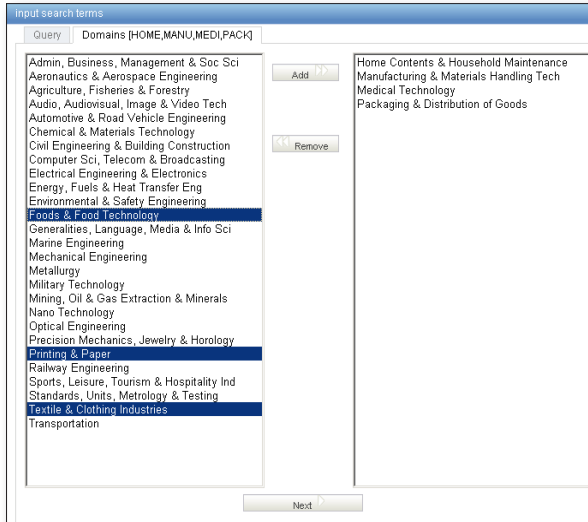 input search terms
Query
Domains [HOME,MANU,MEDI,PACK]
Admin, Business, Management & Soc Sci
Aeronautics & Aerospace Engineering
Agriculture, Fisheries & Forestry
Audio, Audiovisual, Image & Video Tech
Automotive & Road Vehicle Engineering
Chemical & Materials Technology
Civil Engineering & Building Construction
Computer Sci, Telecom & Broadcasting
Electrical Engineering & Electronics
Energy, Fuels & Heat Transfer Eng
Environmental & Safety Engineering
Foods & Food Technology
Generalities, Language, Media & Info Sci
Marine Engineering
Mechanical Engineering
Metallurgy
Military Technology
Mining, Oil & Gas Extraction & Minerals
Nano Technology
Optical Engineering
Precision Mechanics, Jewelry & Horology
Printing & Paper
Railway Engineering
Sports, Leisure, Tourism & Hospitality Ind
Standards, Units, Metrology & Testing
Textile & Clothing Industries
Transportation
Add
Remove
Home Contents & Household Maintenance
Manufacturing & Materials Handling Tech
Medical Technology
Packaging & Distribution of Goods
Next